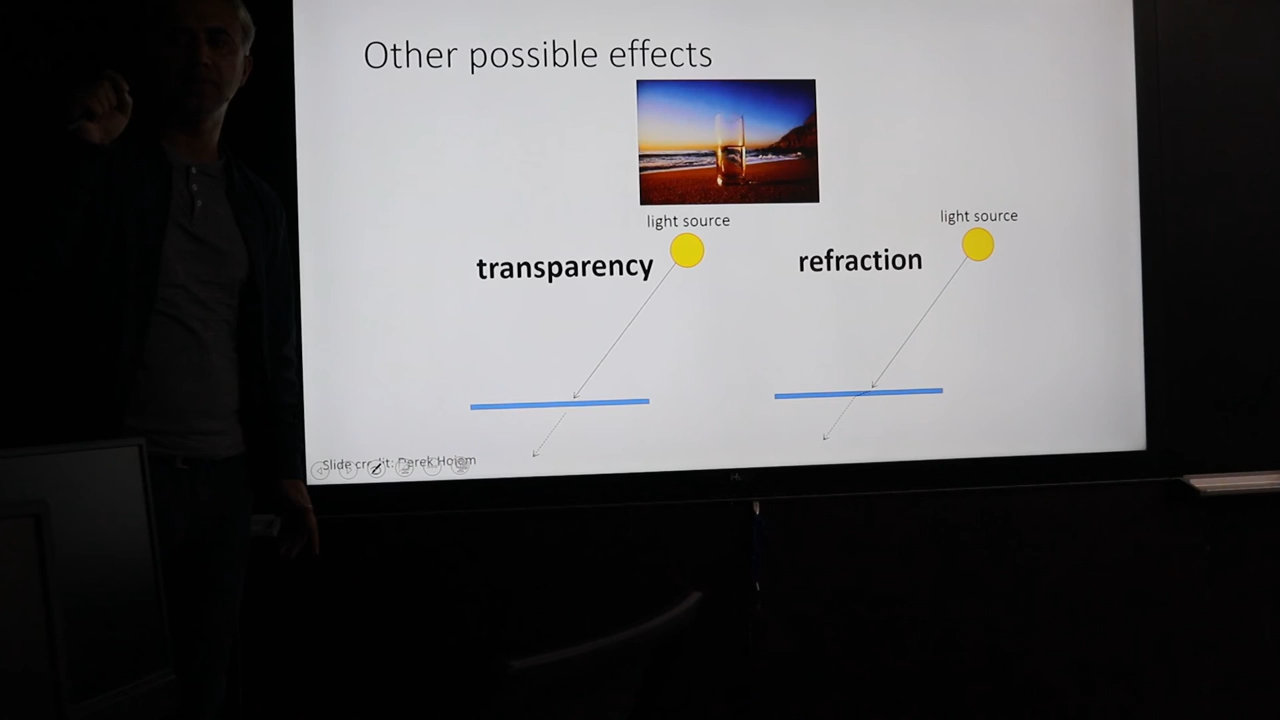 Other possible effects
light source
light source
transparency
refraction
Slide credit: Derek Hoiem